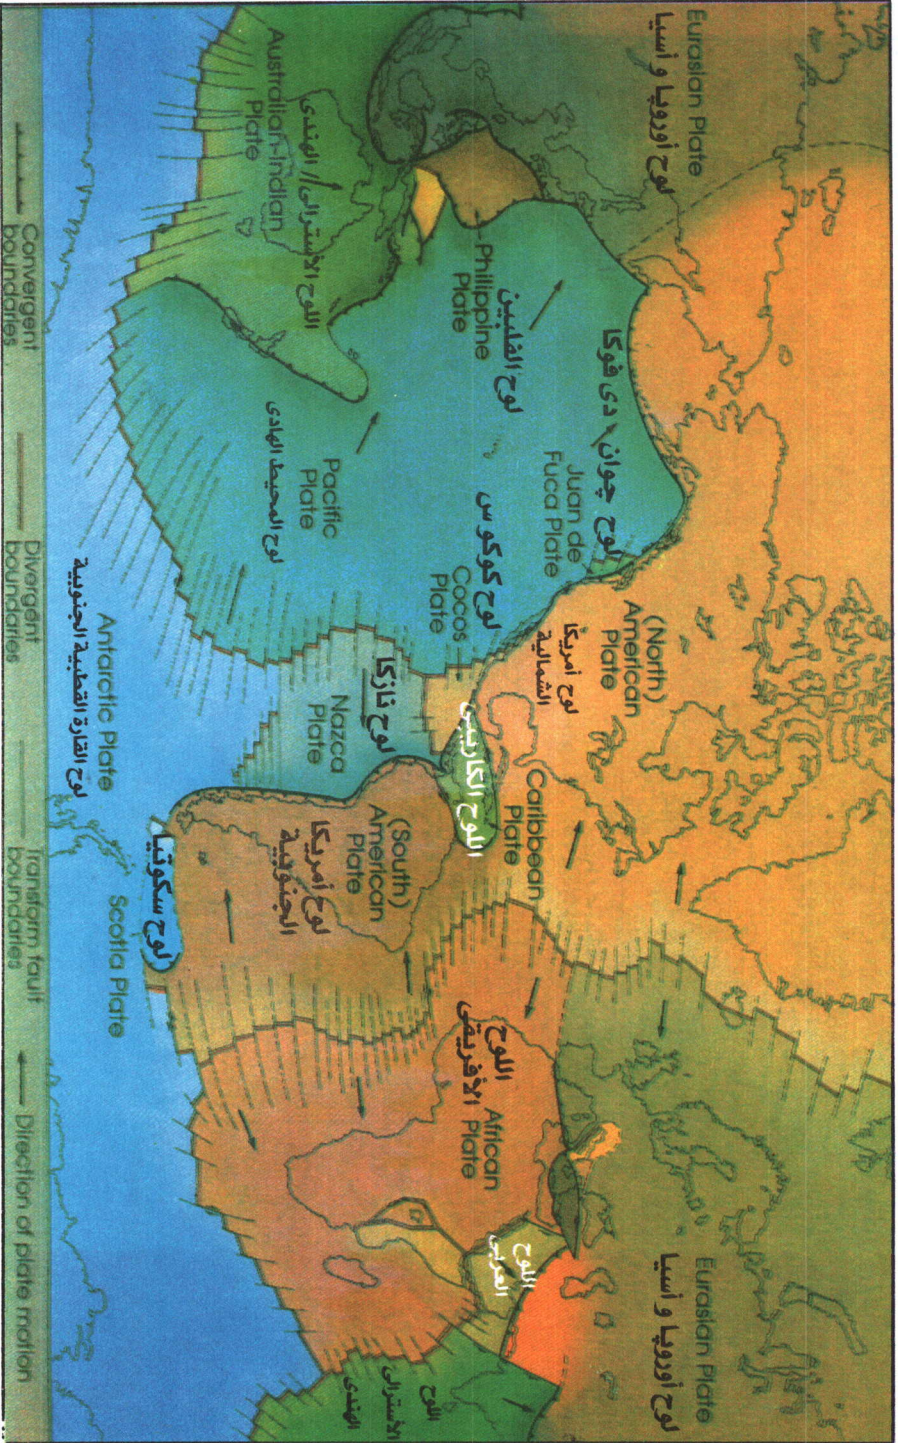 Eurasian Plate
لوح أوروبا و أسيا
Australian-Indian
Plate
اللوح الأسترالى/ الهندى
Philippine
Plate
لوح الفلبين
لوح جوان دى فوكا
Juan de
Fuca Plate
Pacific
Plate
لوح المحيط الهادى
لوح كوكوس
Cocos
Plate
(North)
American
Plate
لوح أمريكا
الشمالية
لوح نازكا
Nazca
Plate
اللوح الكاريبى
Caribbean
Plate
(South)
American
Plate
لوح أمريكا
الجنوبية
Antarctic Plate
لوح القارة القطبية الجنوبية
لوح سكوتيا
Scotia Plate
اللوح
الأفريقى
African
Plate
اللوح
العربى
Eurasian Plate
لوح أوروبا و أسيا
اللوح
الأسترالى
الهندى
Convergent
boundaries
Divergent
boundaries
Transform fault
boundaries
Direction of plate motion